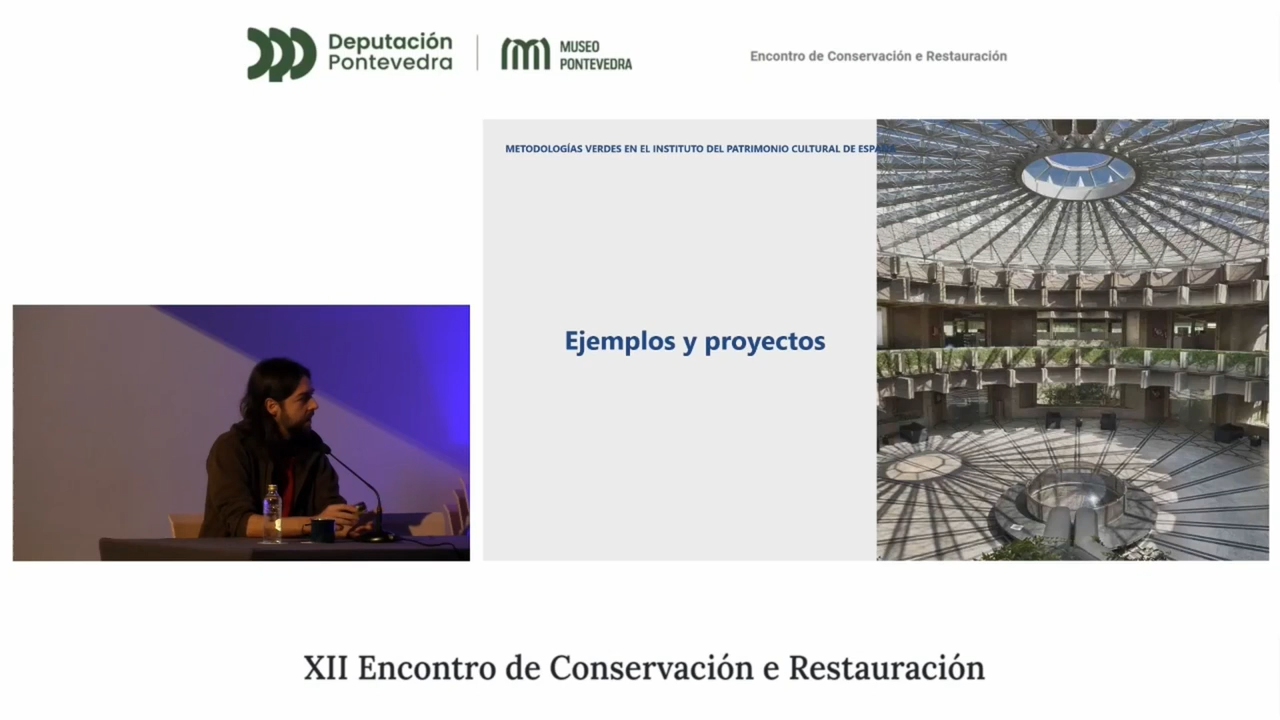 Deputación
Pontevedra
MUSEO
PONTEVEDRA
Encontro de Conservación e Restauración
METODOLOGÍAS VERDES EN EL INSTITUTO DEL PATRIMONIO CULTURAL DE ESPAÑA
Ejemplos y proyectos
XII Encontro de Conservación e Restauración